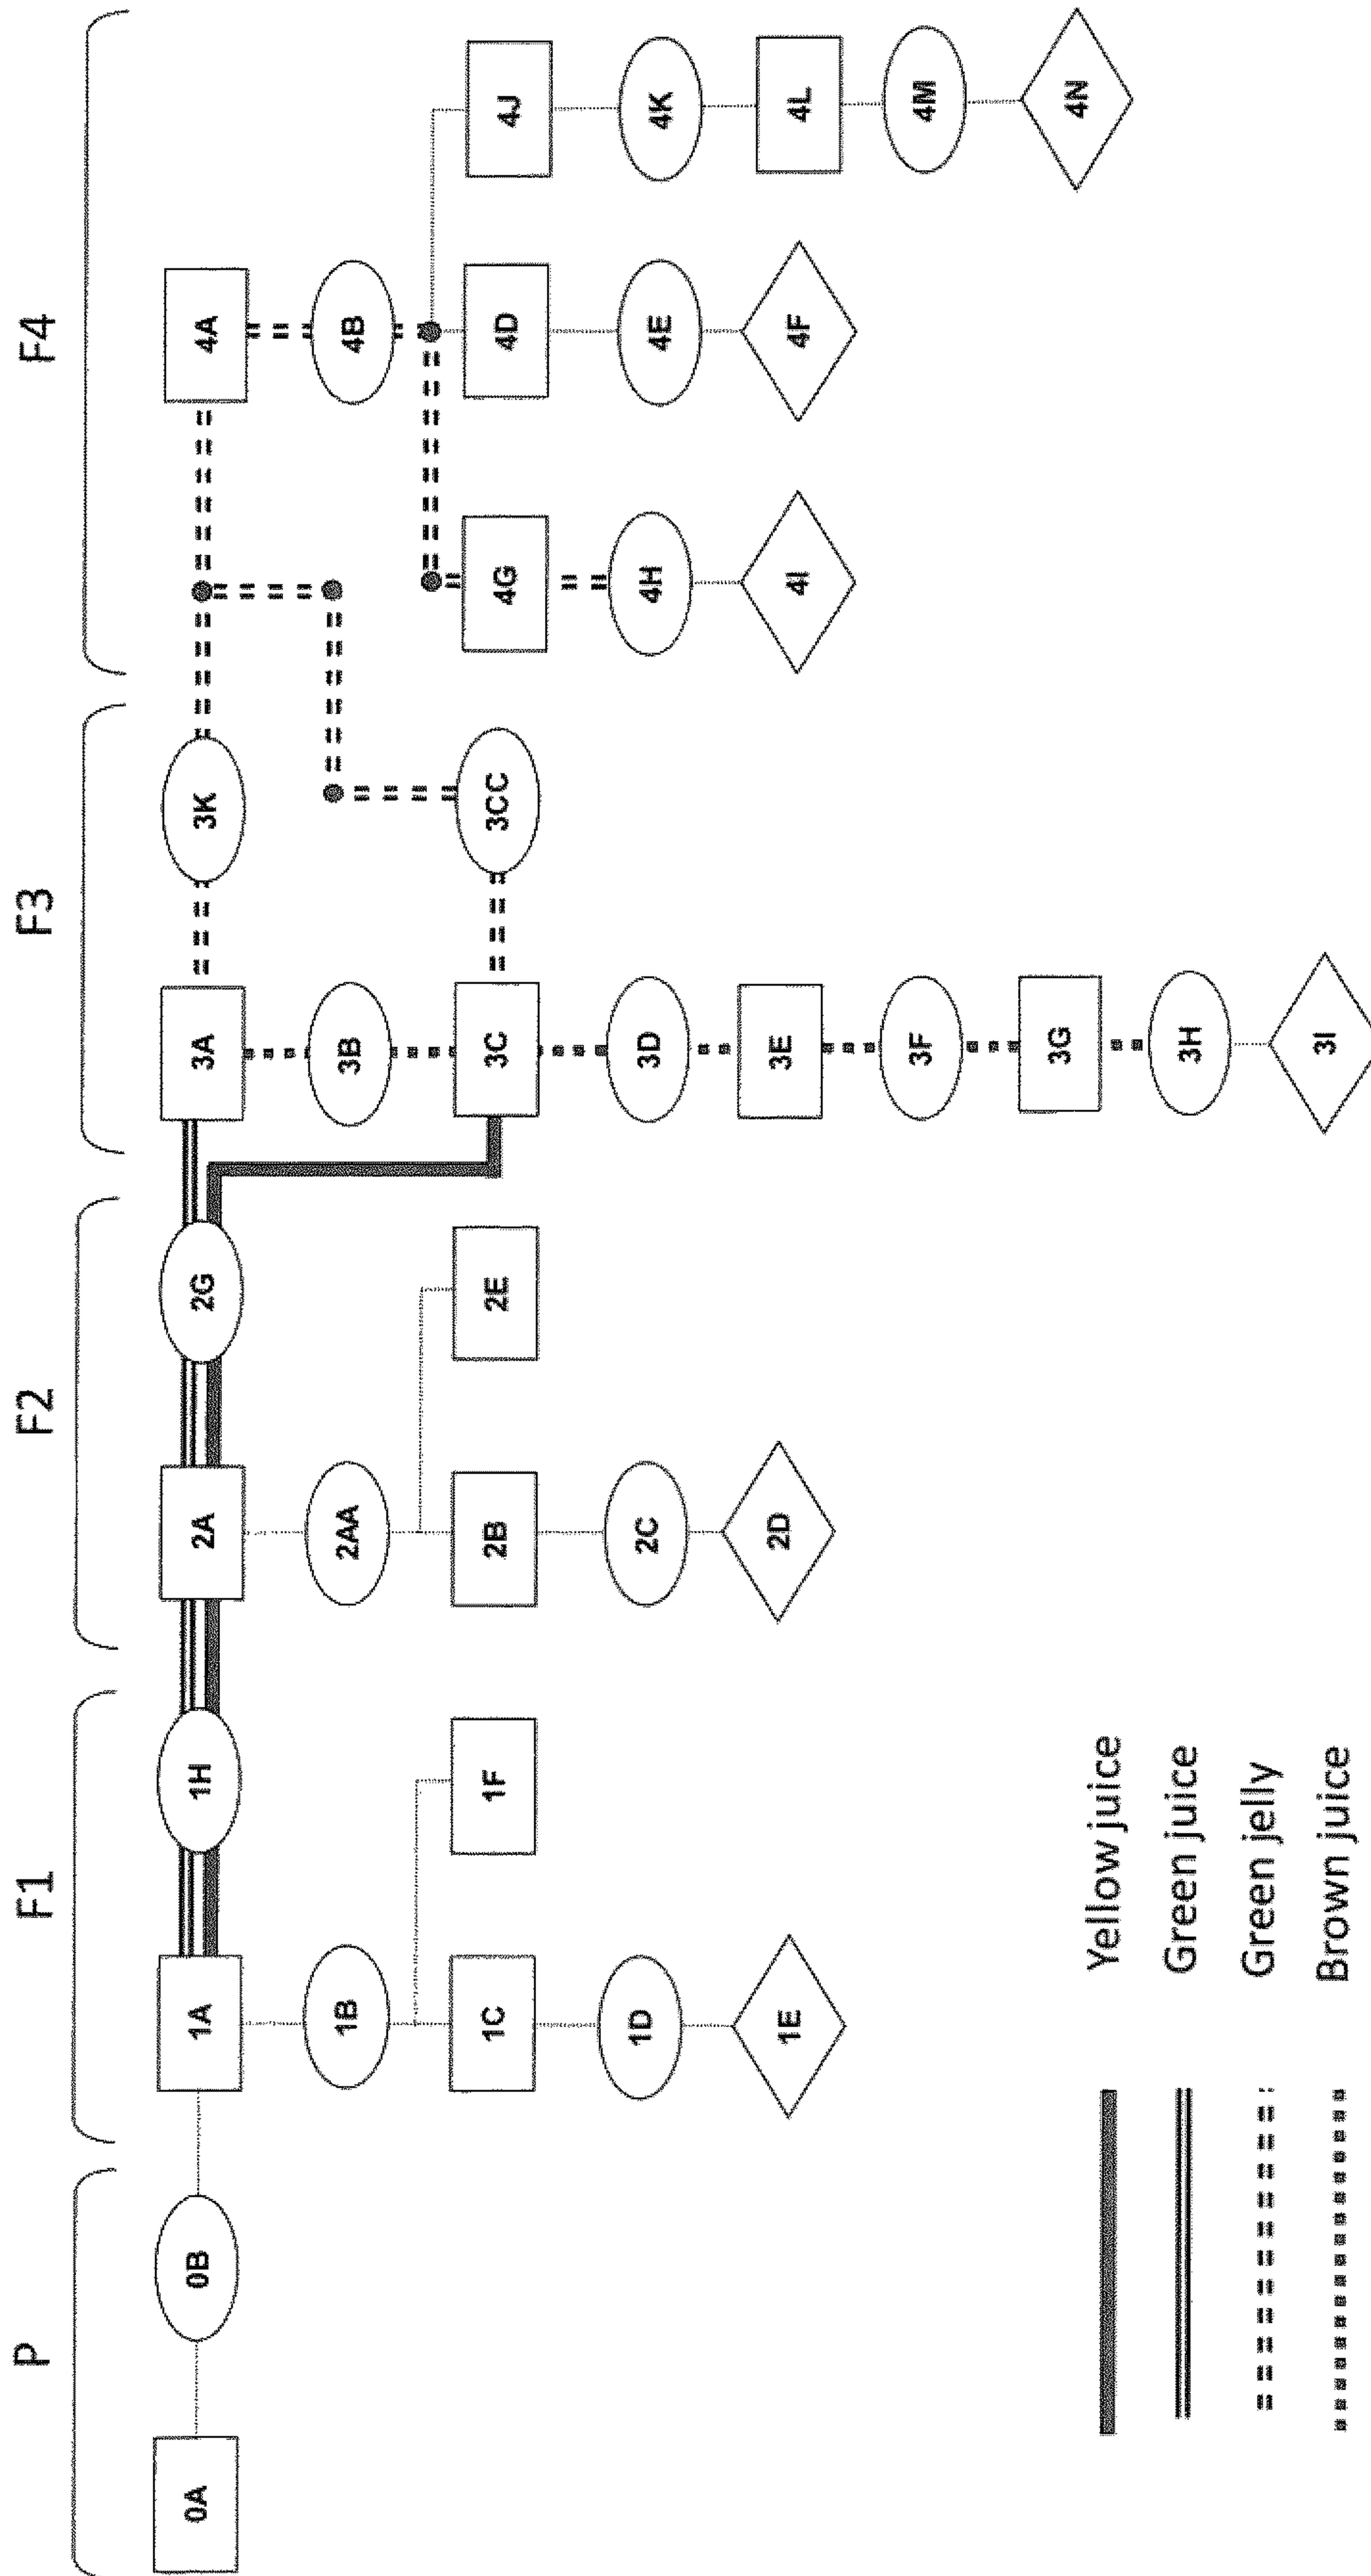 P
F1
F2
F3
F4
0A
0B
1A
1H
2A
2G
3A
3K
4A
1B
2AA
3B
4B
1C
1F
2B
2E
3C
3CC
4G
4D
4J
1D
2C
3D
4H
4E
4K
1E
2D
3E
4I
4F
4L
3F
4M
3G
4N
3H
3I
Yellow juice
Green juice
Green jelly
Brown juice